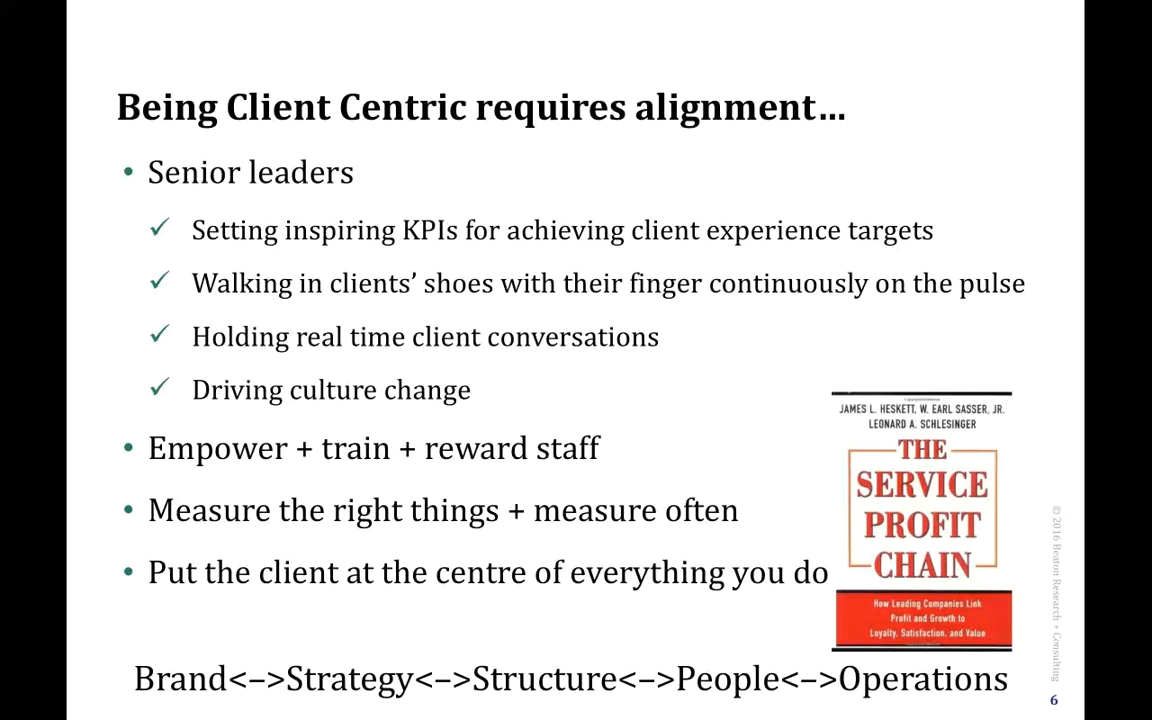 Being Client Centric requires alignment…
• Senior leaders
✓ Setting inspiring KPIs for achieving client experience targets
✓ Walking in clients’ shoes with their finger continuously on the pulse
✓ Holding real time client conversations
✓ Driving culture change
• Empower + train + reward staff
• Measure the right things + measure often
• Put the client at the centre of everything you do
JAMES L. HESKETT, W. EARL SASSER, JR.
LEONARD A. SCHLESINGER
THE
SERVICE
PROFIT
CHAIN
How Leading Companies Link
Profit and Growth to
Loyalty, Satisfaction, and Value
Brand<–>Strategy<–>Structure<–>People<–>Operations
© 2016 Beaton Research + Consulting
6